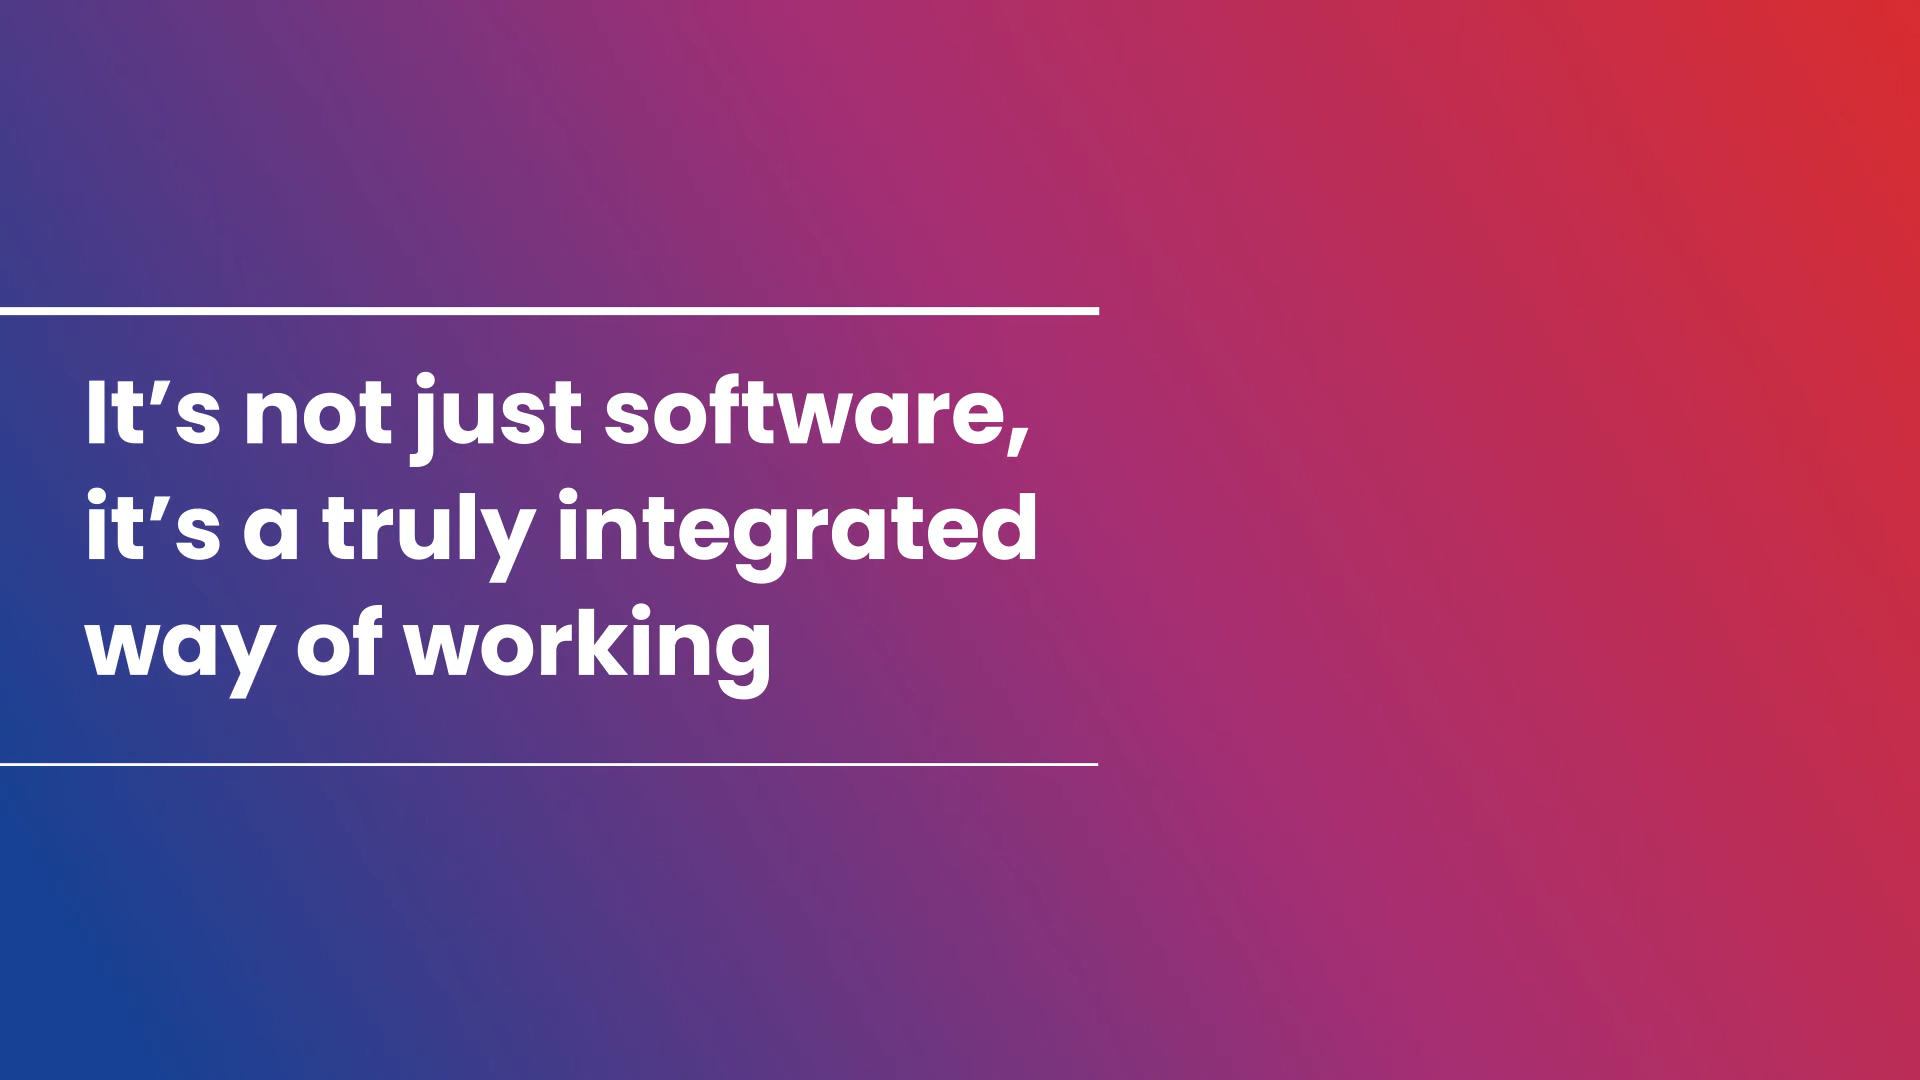 It’s not just software,
it’s a truly integrated
way of working